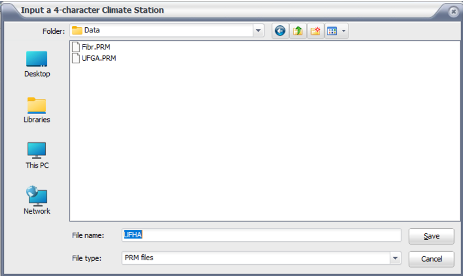 Input a 4-character Climate Station
Folder: Data
Fibr.PRM
UFGA.PRM
Desktop
Libraries
This PC
Network
File name: UFHA Save
File type: PRM files Cancel